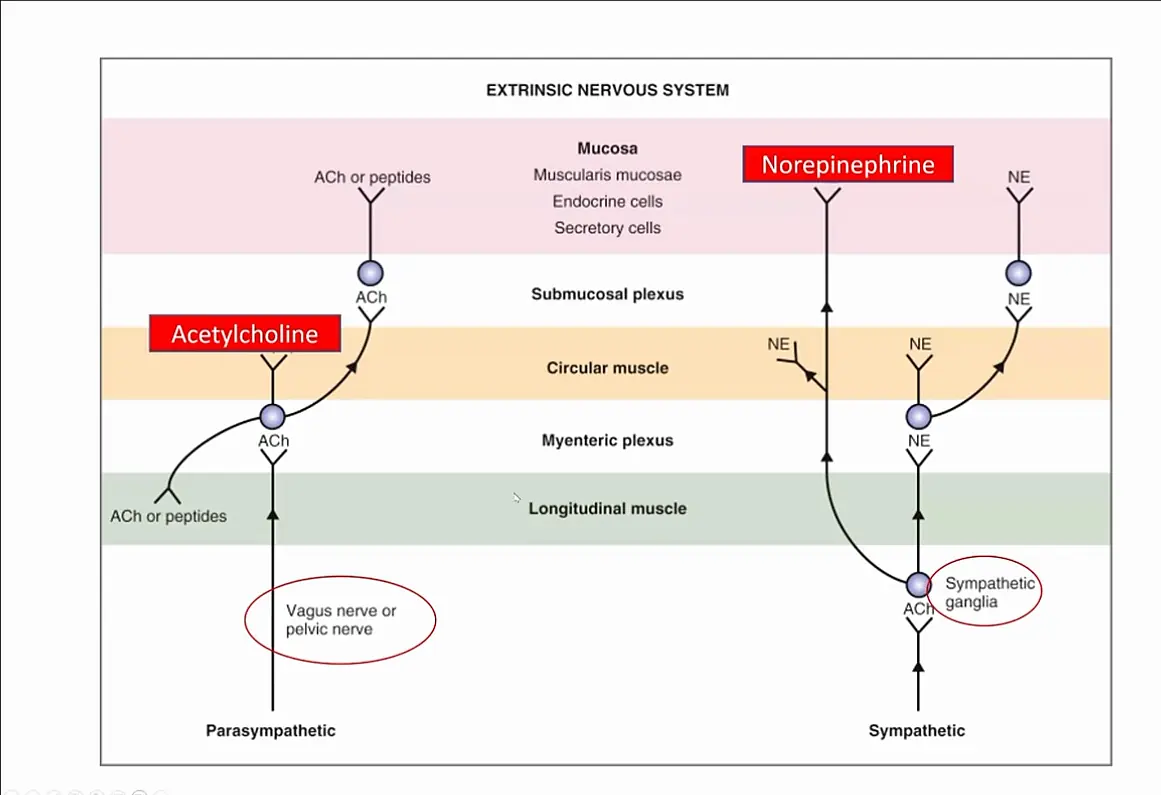 EXTRINSIC NERVOUS SYSTEM
Mucosa
Muscularis mucosae
Endocrine cells
Secretory cells
ACh or peptides
Norepinephrine
NE
ACh
Submucosal plexus
NE
Acetylcholine
Circular muscle
NE
NE
ACh
Myenteric plexus
NE
ACh or peptides
Longitudinal muscle
Vagus nerve or
pelvic nerve
Sympathetic
ganglia
ACh
Parasympathetic
Sympathetic